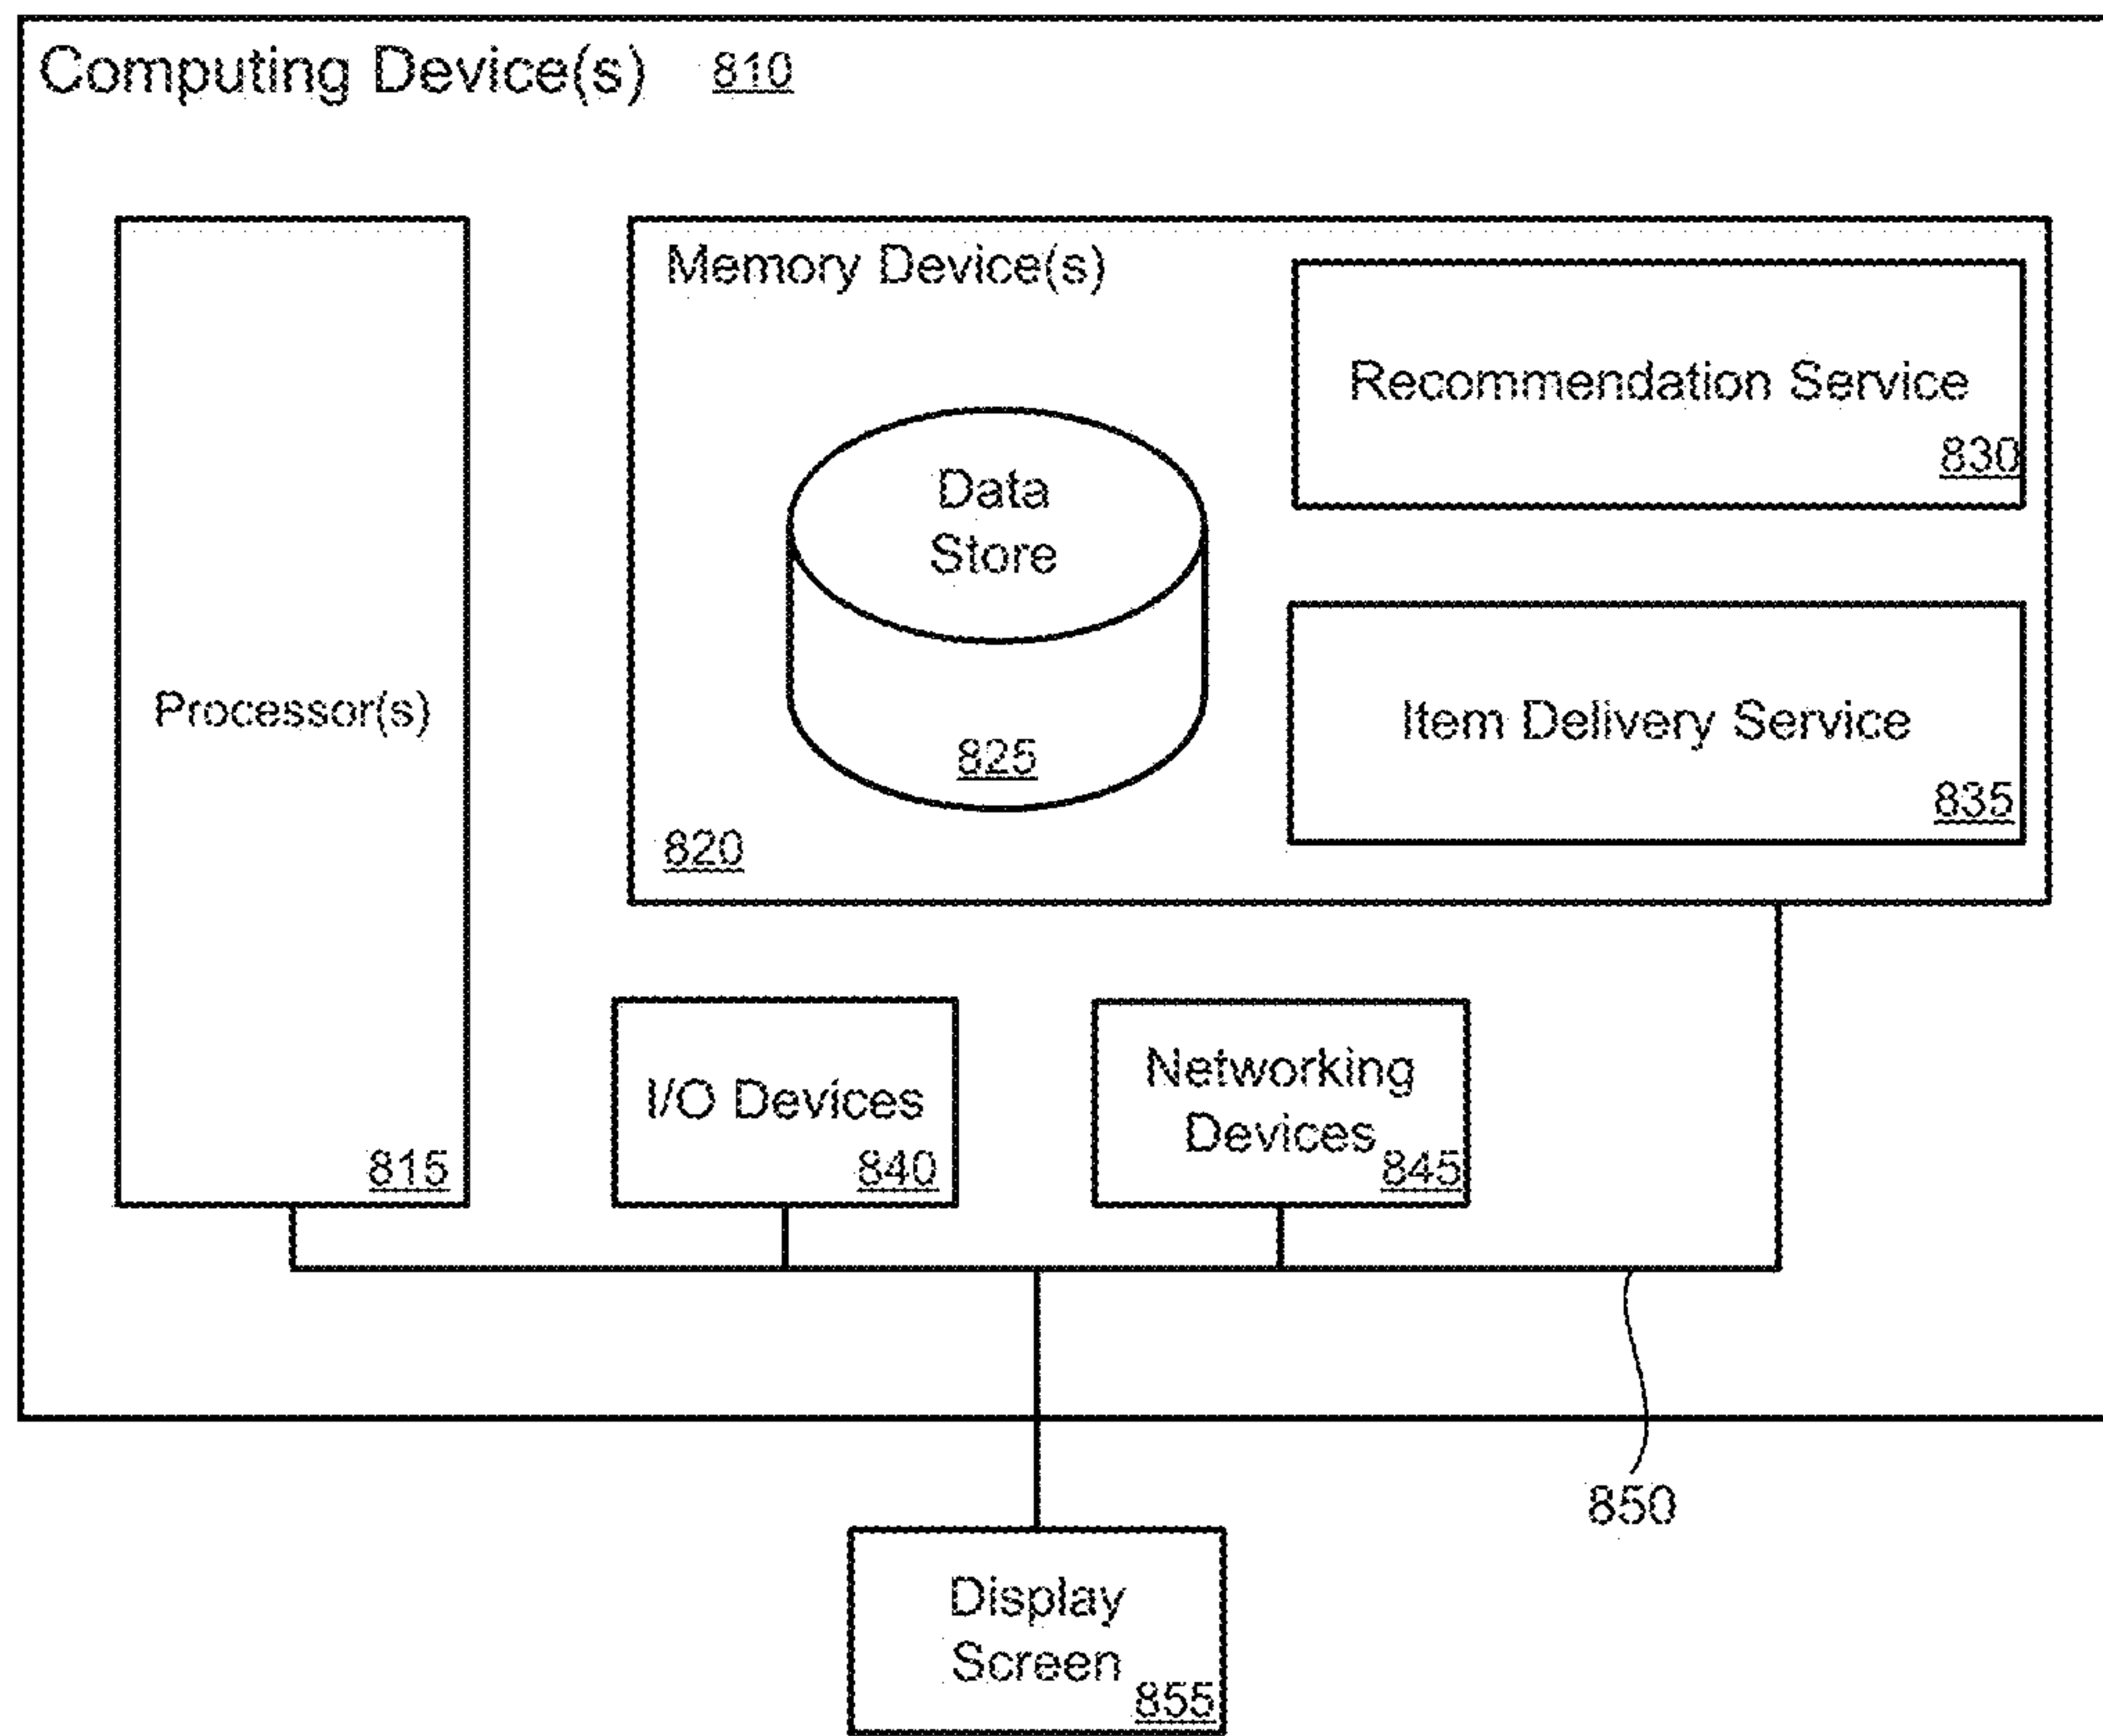 Computing Device(s) 810
Memory Device(s)
Recommendation Service
830
Data
Store
825
Item Delivery Service
835
820
Processor(s)
815
I/O Devices
840
Networking
Devices
845
850
Display
Screen
855